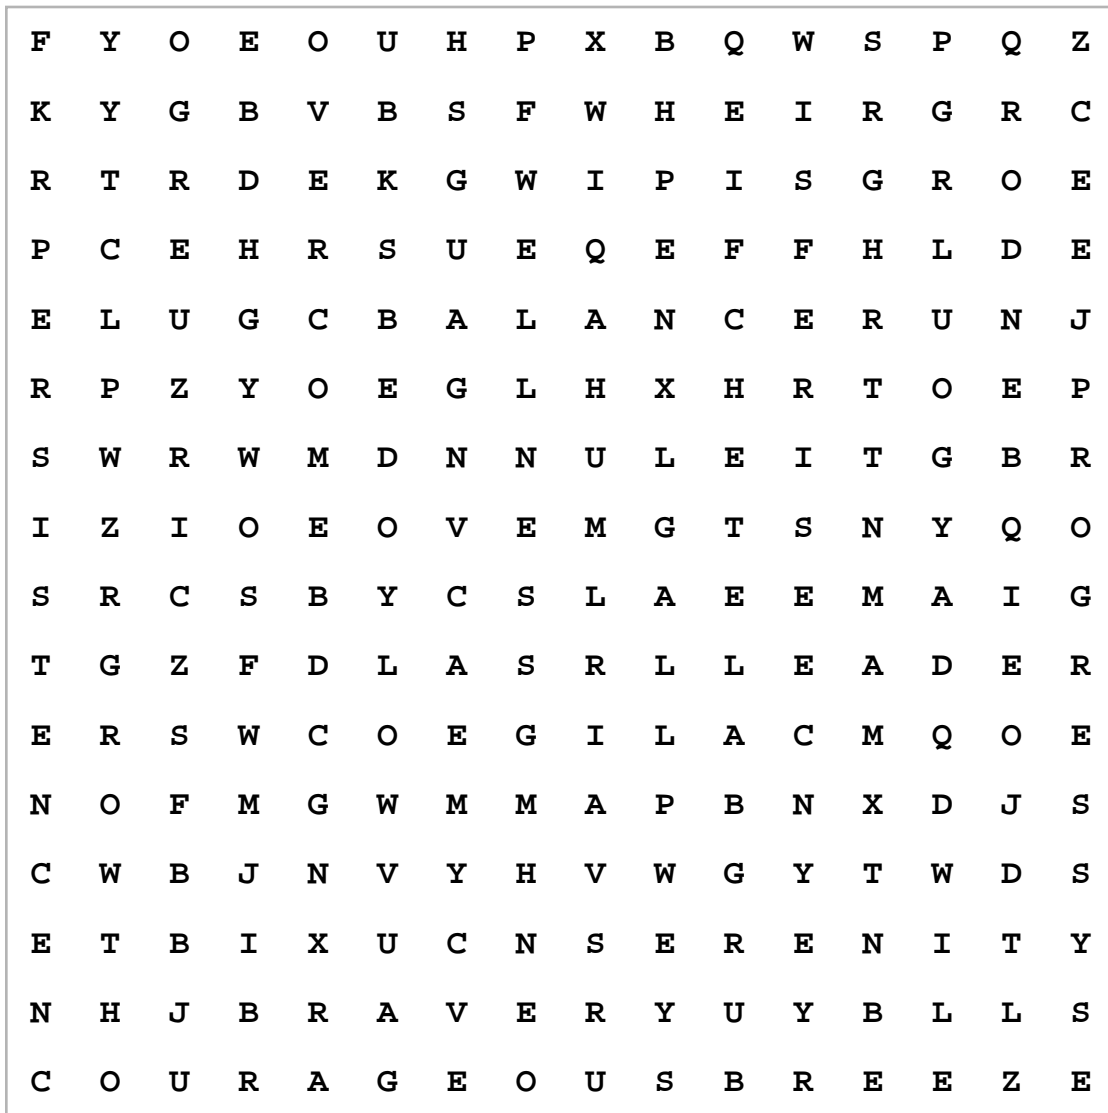 F Y O E O U H P X B Q W S P Q Z
K Y G B V B S F W H E I R G R C
R T R D E K G W I P I S G R O E
P C E H R S U E Q E F F H L D E
E L U G C B A L A N C E R U N J
R P Z Y O E G L H X H R T O E P
S W R W M D N N U L E I T G B R
I Z I O E O V E M G T S N Y Q O
S R C S B Y C S L A E E M A I G
T G Z F D L A S R L L E A D E R
E R S W C O E G I L A C M Q O E
N O F M G W M M A P B N X D J S
C W B J N V Y H V W G Y T W D S
E T B I X U C N S E R E N I T Y
N H J B R A V E R Y U Y B L L S
C O U R A G E O U S B R E E Z E